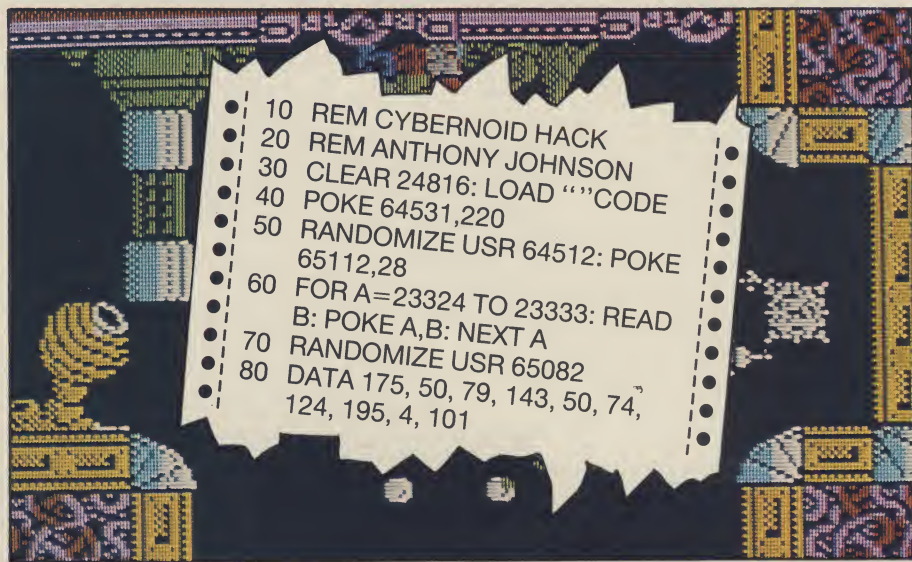 10 REM CYBERNOID HACK
20 REM ANTHONY JOHNSON
30 CLEAR 24816: LOAD “ ”CODE
40 POKE 64531,220
50 RANDOMIZE USR 64512: POKE
65112,28
60 FOR A=23324 TO 23333: READ
B: POKE A,B: NEXT A
70 RANDOMIZE USR 65082
80 DATA 175, 50, 79, 143, 50, 74,
124, 195, 4, 101